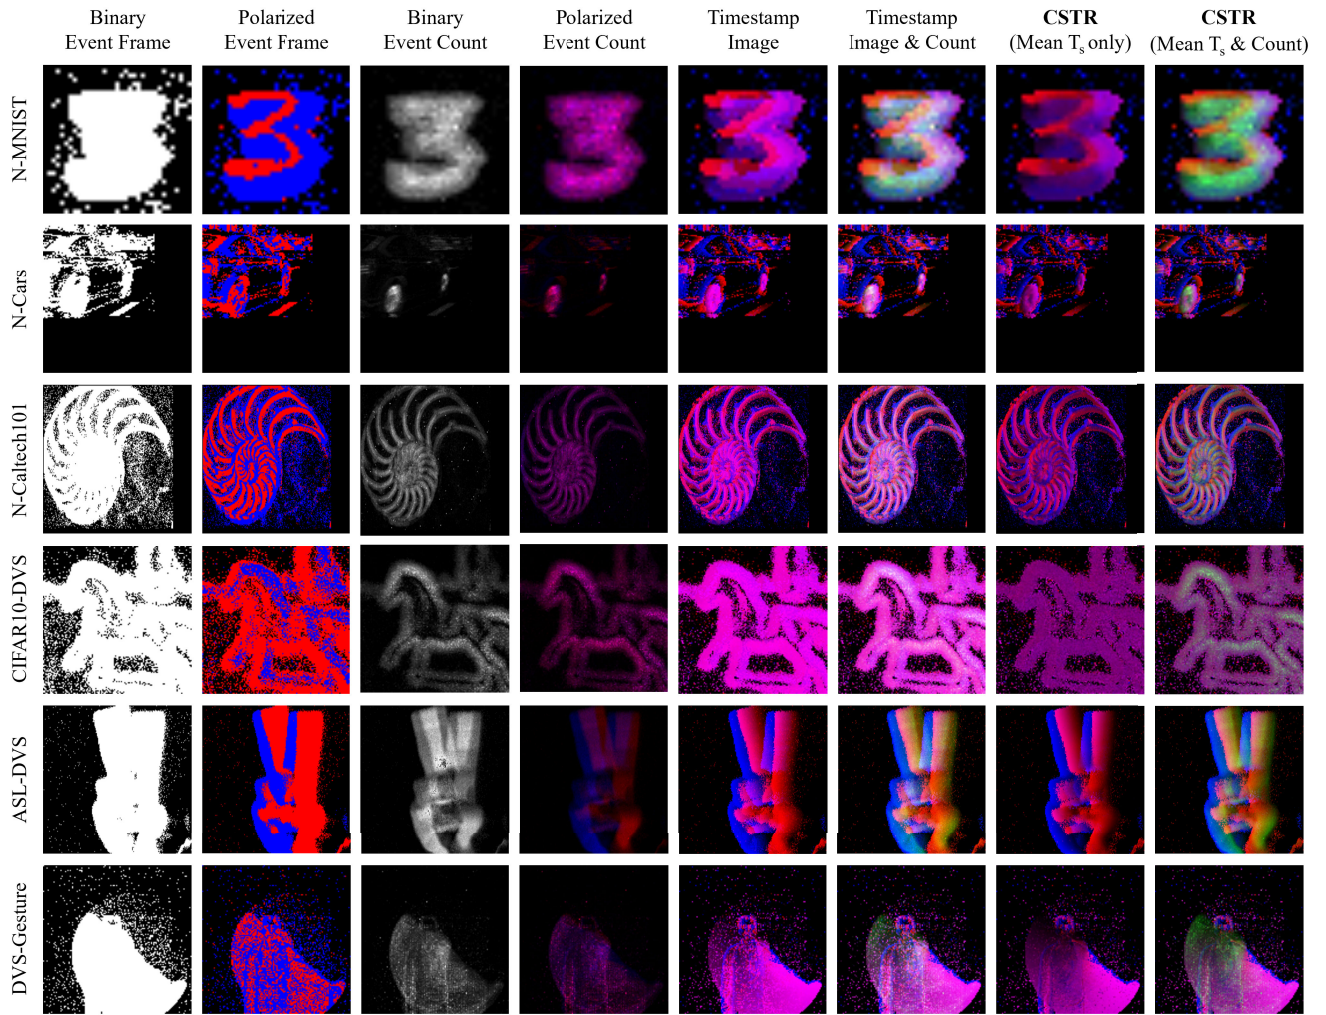 Binary
Event Frame
Polarized
Event Frame
Binary
Event Count
Polarized
Event Count
Timestamp
Image
Timestamp
Image & Count
CSTR
(Mean Ts only)
CSTR
(Mean Ts & Count)
N-MNIST
N-Cars
N-Caltech101
CIFAR10-DVS
ASL-DVS
DVS-Gesture